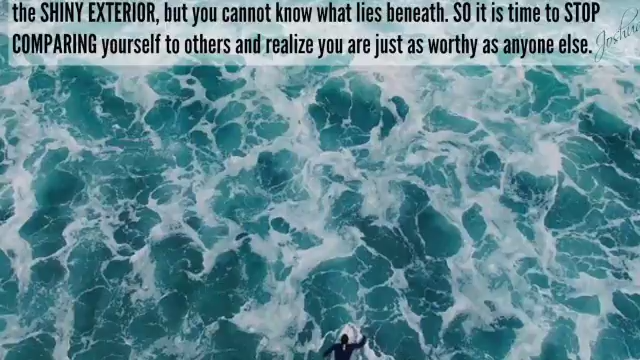 the SHINY EXTERIOR, but you cannot know what lies beneath. SO it is time to STOP
COMPARING yourself to others and realize you are just as worthy as anyone else.
Joshua